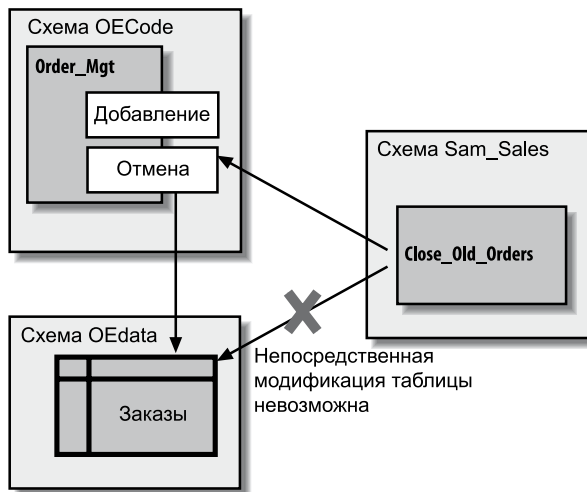 Схема OECode
Order_Mgt
Добавление
Отмена
Схема Sam_Sales
Close_Old_Orders
Схема OEdata
Заказы
Непосредственная
модификация таблицы
невозможна